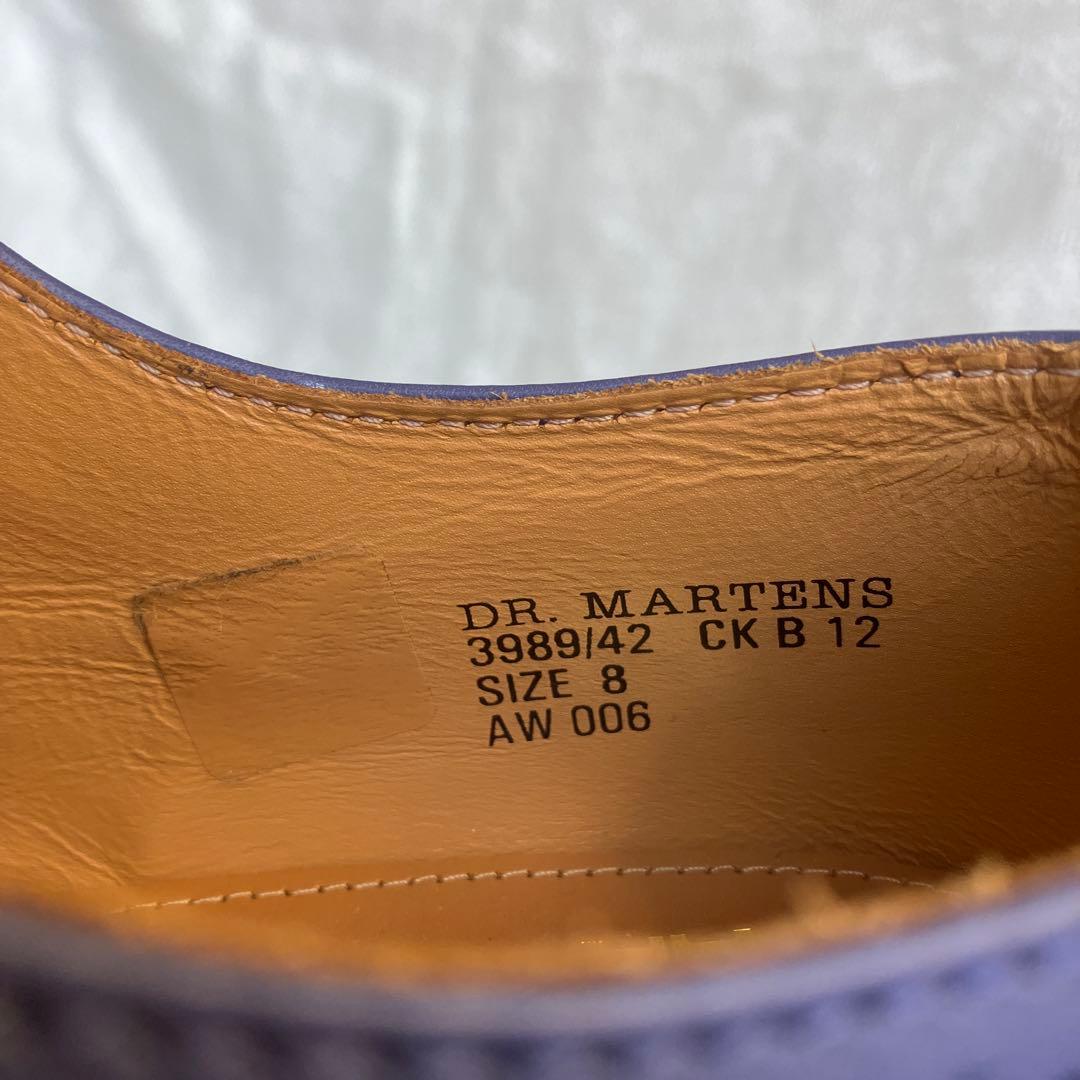 DR. MARTENS
3989/42 CK B 12
SIZE 8
AW 006